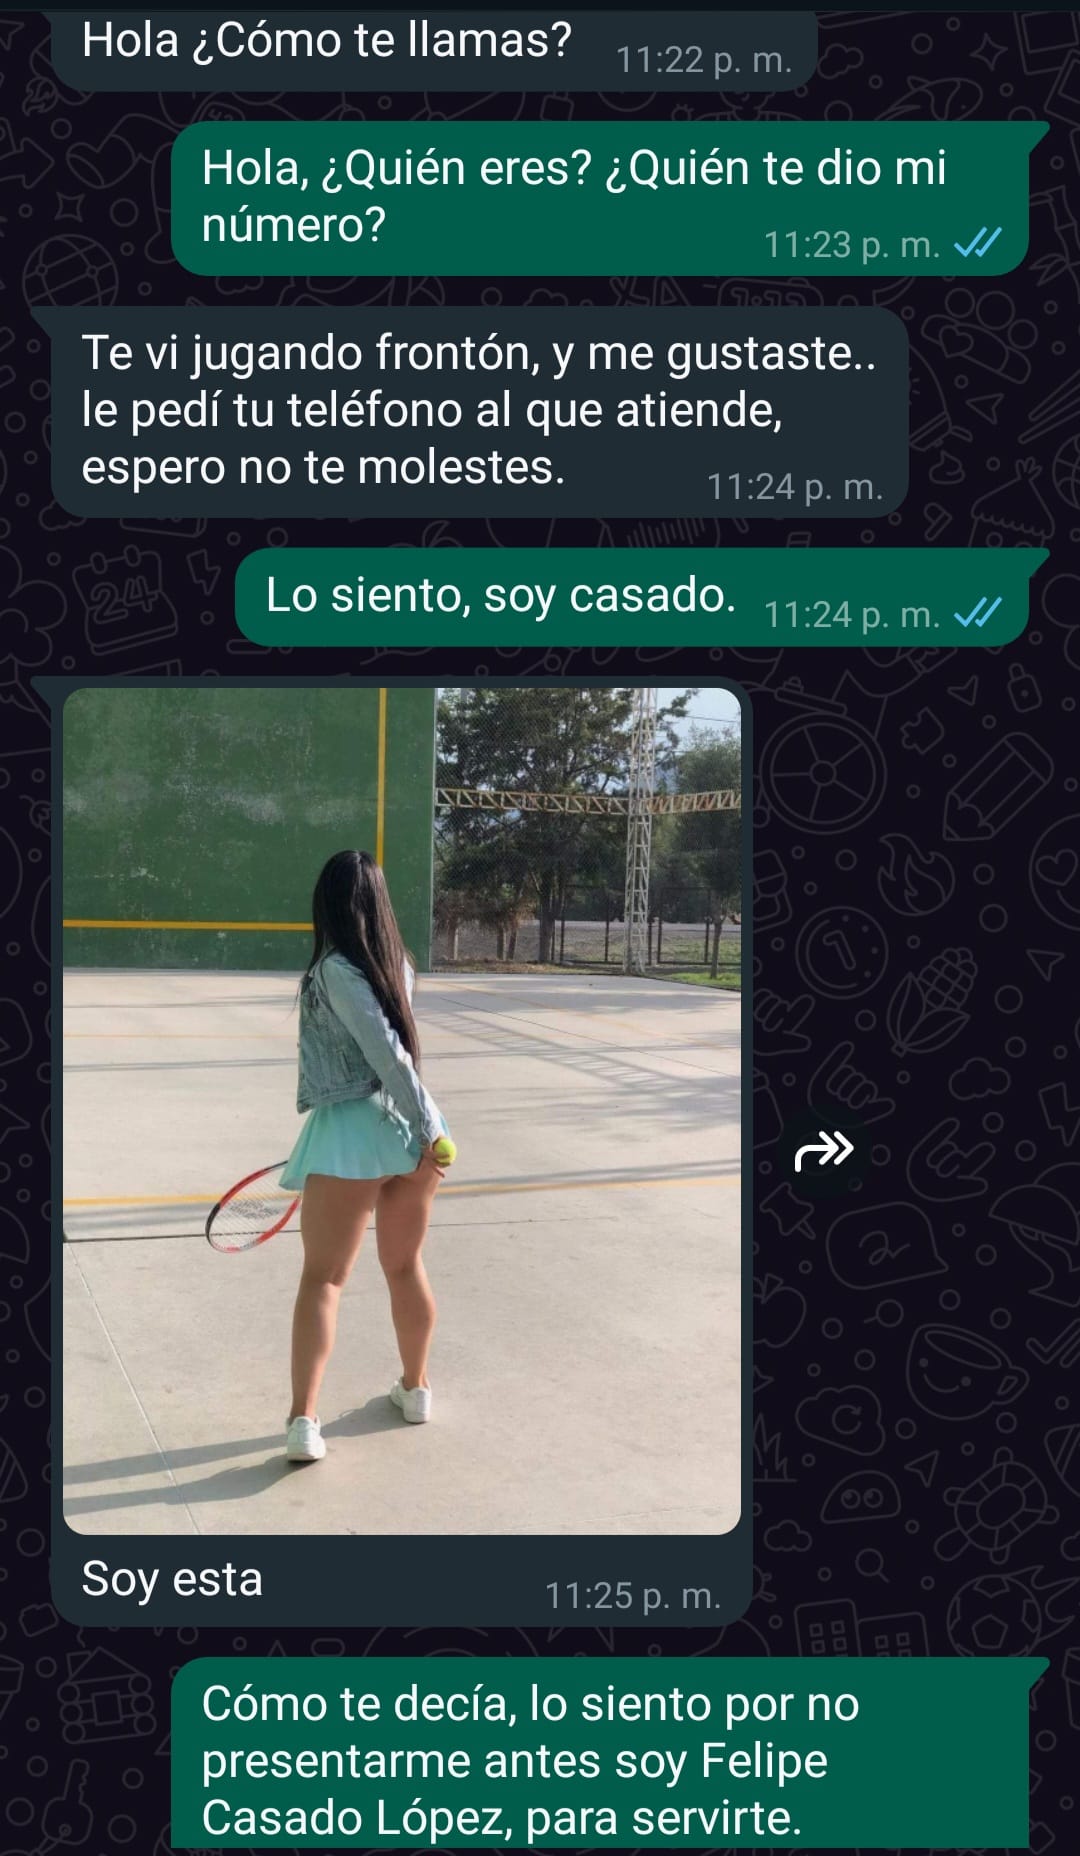 Hola ¿Cómo te llamas? 11:22 p. m.
Hola, ¿Quién eres? ¿Quién te dio mi
número? 11:23 p. m.
Te vi jugando frontón, y me gustaste..
le pedí tu teléfono al que atiende,
espero no te molestes. 11:24 p. m.
Lo siento, soy casado. 11:24 p. m.
Soy esta 11:25 p. m.
Cómo te decía, lo siento por no
presentarme antes soy Felipe
Casado López, para servirte.